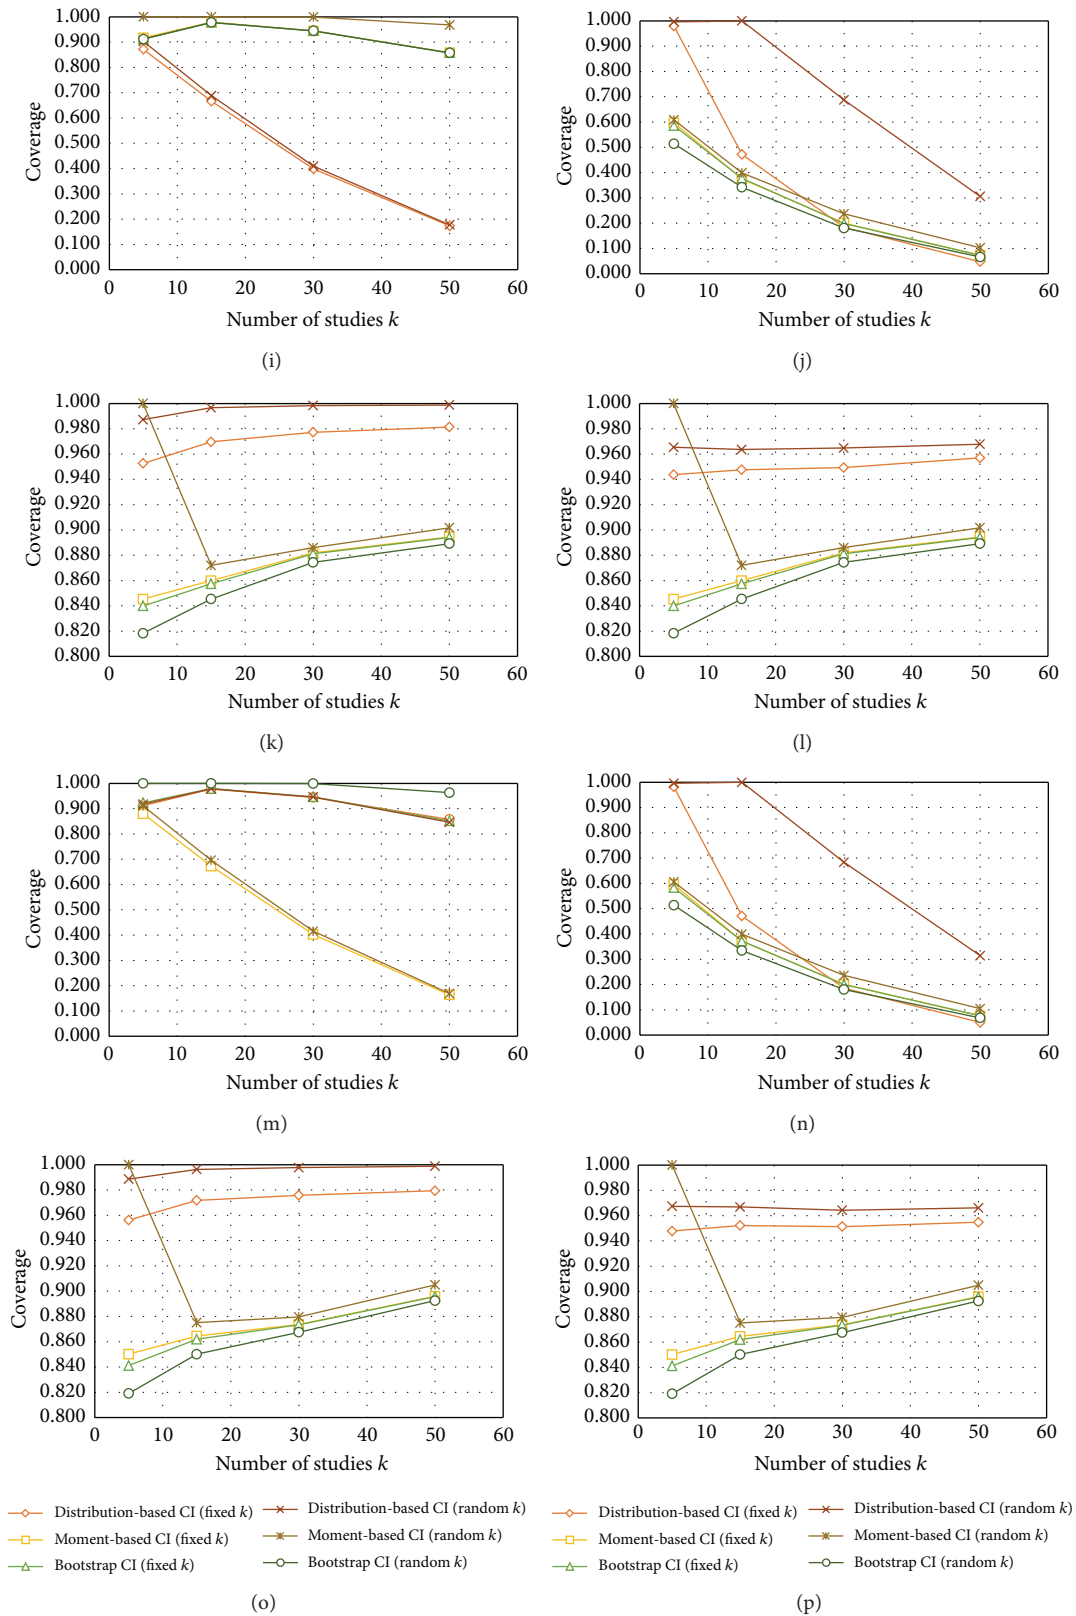 1.000
0.900
0.800
0.700
0.600
0.500
0.400
0.300
0.200
0.100
0.000
Coverage
0 10 20 30 40 50 60
Number of studies k
(i)
1.000
0.900
0.800
0.700
0.600
0.500
0.400
0.300
0.200
0.100
0.000
Coverage
0 10 20 30 40 50 60
Number of studies k
(j)
1.000
0.980
0.960
0.940
0.920
0.900
0.880
0.860
0.840
0.820
0.800
Coverage
0 10 20 30 40 50 60
Number of studies k
(k)
1.000
0.980
0.960
0.940
0.920
0.900
0.880
0.860
0.840
0.820
0.800
Coverage
0 10 20 30 40 50 60
Number of studies k
(l)
1.000
0.900
0.800
0.700
0.600
0.500
0.400
0.300
0.200
0.100
0.000
Coverage
0 10 20 30 40 50 60
Number of studies k
(m)
1.000
0.900
0.800
0.700
0.600
0.500
0.400
0.300
0.200
0.100
0.000
Coverage
0 10 20 30 40 50 60
Number of studies k
(n)
1.000
0.980
0.960
0.940
0.920
0.900
0.880
0.860
0.840
0.820
0.800
Coverage
0 10 20 30 40 50 60
Number of studies k
Distribution-based CI (fixed k)
Moment-based CI (fixed k)
Bootstrap CI (fixed k)
Distribution-based CI (random k)
Moment-based CI (random k)
Bootstrap CI (random k)
(o)
1.000
0.980
0.960
0.940
0.920
0.900
0.880
0.860
0.840
0.820
0.800
Coverage
0 10 20 30 40 50 60
Number of studies k
Distribution-based CI (fixed k)
Moment-based CI (fixed k)
Bootstrap CI (fixed k)
Distribution-based CI (random k)
Moment-based CI (random k)
Bootstrap CI (random k)
(p)